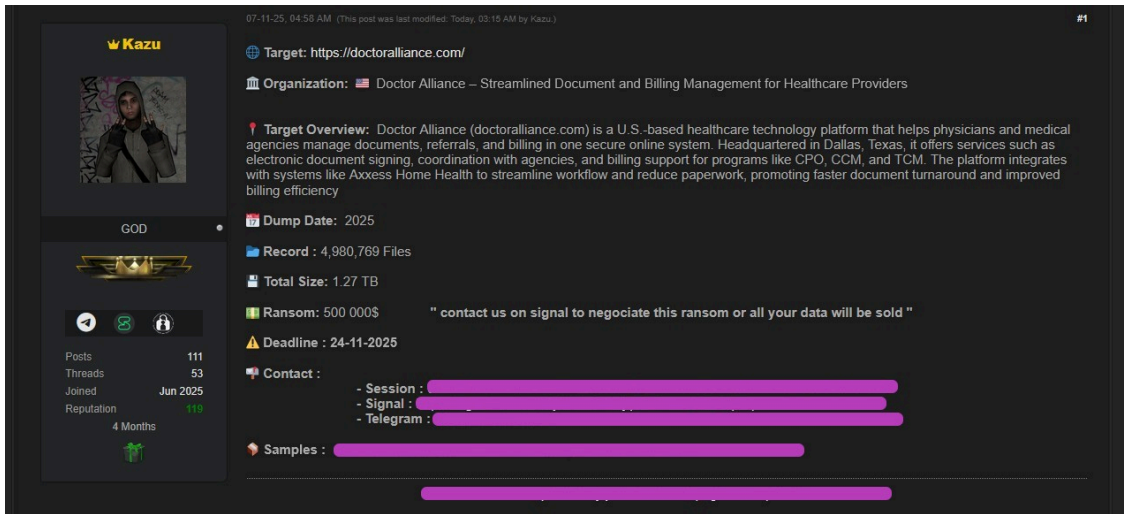 07-11-25, 04:58 AM (This post was last modified: Today, 03:15 AM by Kazu.)
#1
Kazu
Target: https://doctoralliance.com/
Organization: Doctor Alliance – Streamlined Document and Billing Management for Healthcare Providers
Target Overview: Doctor Alliance (doctoralliance.com) is a U.S.-based healthcare technology platform that helps physicians and medical
agencies manage documents, referrals, and billing in one secure online system. Headquartered in Dallas, Texas, it offers services such as
electronic document signing, coordination with agencies, and billing support for programs like CPO, CCM, and TCM. The platform integrates
with systems like Axxess Home Health to streamline workflow and reduce paperwork, promoting faster document turnaround and improved
billing efficiency
GOD
Dump Date: 2025
Record : 4,980,769 Files
Total Size: 1.27 TB
Ransom: 500 000$ " contact us on signal to negociate this ransom or all your data will be sold "
Deadline : 24-11-2025
Posts 111
Threads 53
Joined Jun 2025
Reputation 119
4 Months
Contact :
- Session :
- Signal :
- Telegram :
Samples :